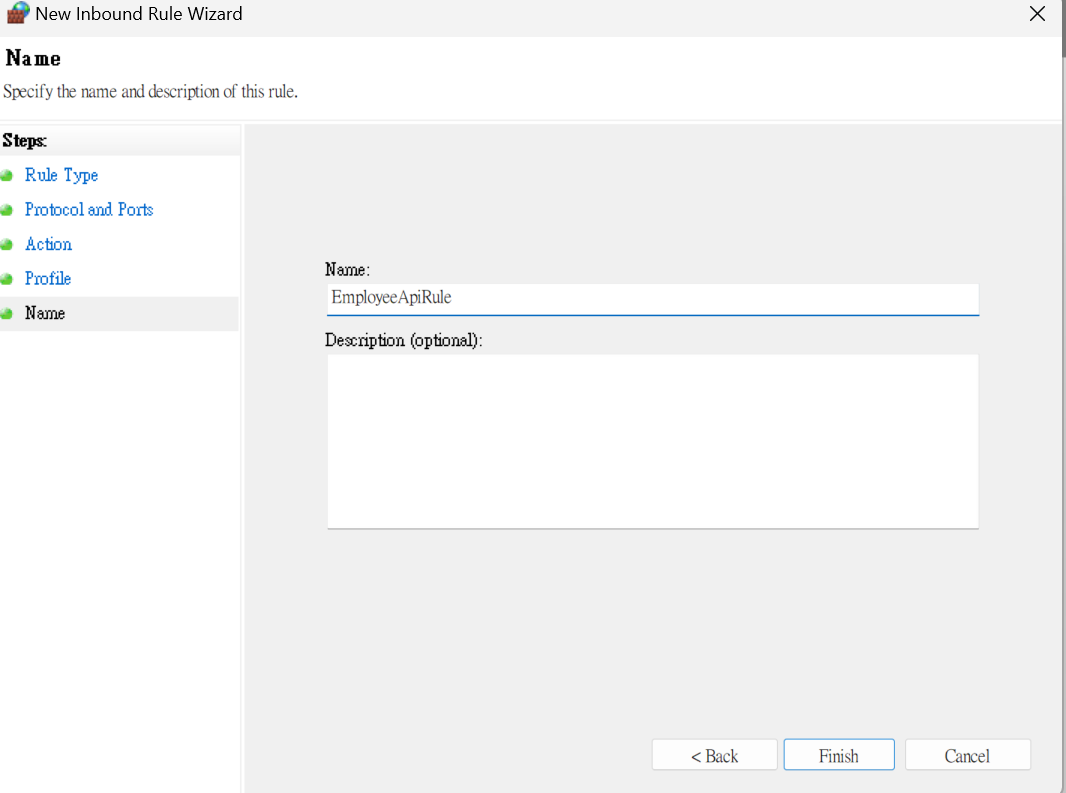 New Inbound Rule Wizard
Name
Specify the name and description of this rule.
Steps:
Rule Type
Protocol and Ports
Action
Profile
Name
Name:
EmployeeApiRule
Description (optional):
< Back
Finish
Cancel